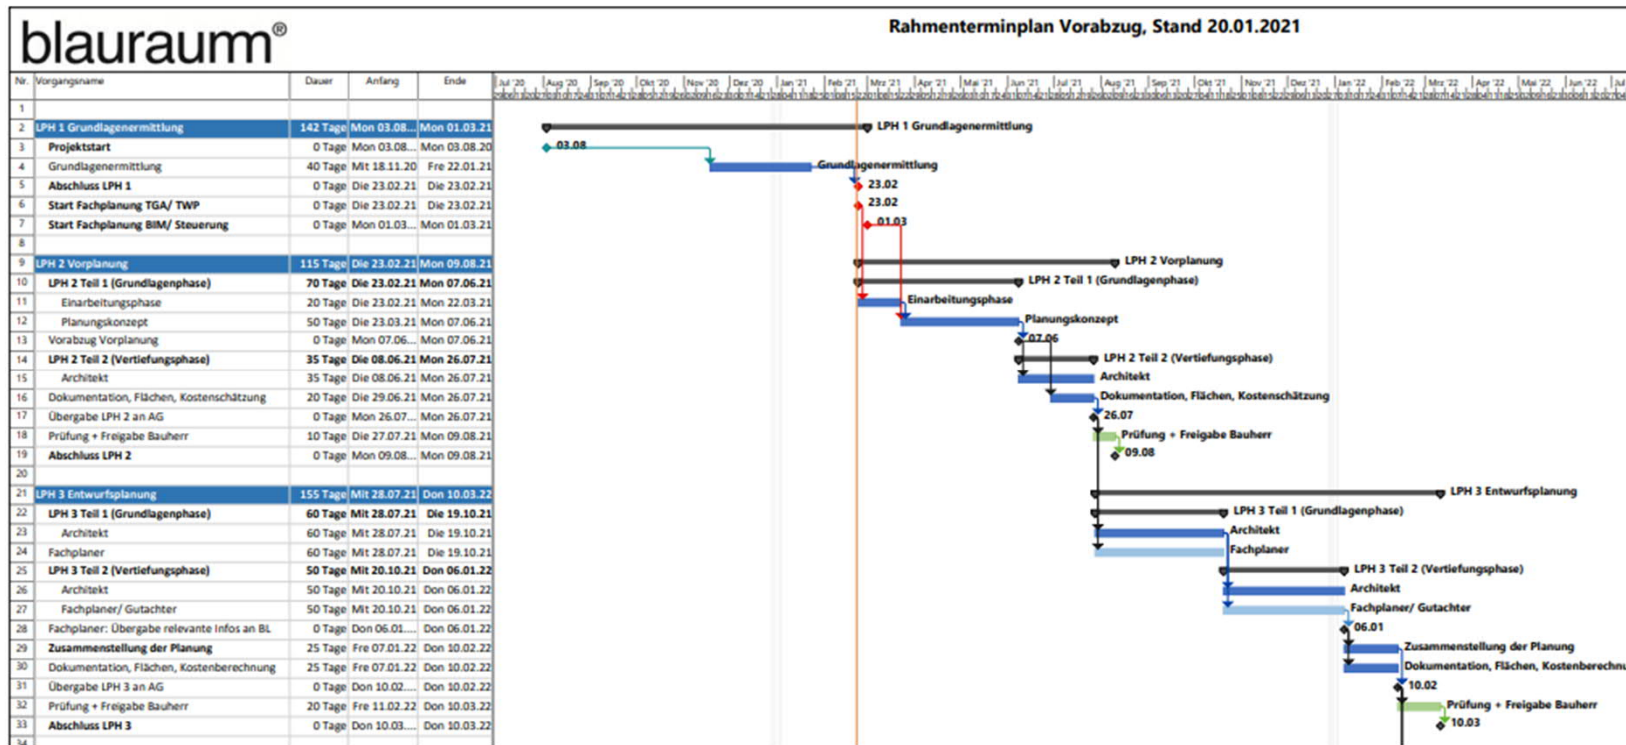 blauraum®
Rahmenterminplan Vorabzug, Stand 20.01.2021
Nr. Vorgangsname Dauer Anfang Ende Jul '20 Aug '20 Sep '20 Okt '20 Nov '20 Dez '20 Jan '21 Feb '21 Mrz '21 Apr '21 Mai '21 Jun '21 Jul '21 Aug '21 Sep '21 Okt '21 Nov '21 Dez '21 Jan '22 Feb '22 Mrz '22 Apr '22 Mai '22 Jun '22 Jul
1
2 LPH 1 Grundlagenermittlung 142 Tage Mon 03.08... Mon 01.03.21 LPH 1 Grundlagenermittlung
3 Projektstart 0 Tage Mon 03.08... Mon 03.08.20 03.08
4 Grundlagenermittlung 40 Tage Mit 18.11.20 Fre 22.01.21 Grundlagenermittlung
5 Abschluss LPH 1 0 Tage Die 23.02.21 Die 23.02.21 23.02
6 Start Fachplanung TGA/ TWP 0 Tage Die 23.02.21 Die 23.02.21 23.02
7 Start Fachplanung BIM/ Steuerung 0 Tage Mon 01.03... Mon 01.03.21 01.03
8
9 LPH 2 Vorplanung 115 Tage Die 23.02.21 Mon 09.08.21 LPH 2 Vorplanung
10 LPH 2 Teil 1 (Grundlagenphase) 70 Tage Die 23.02.21 Mon 07.06.21 LPH 2 Teil 1 (Grundlagenphase)
11 Einarbeitungsphase 20 Tage Die 23.02.21 Mon 22.03.21 Einarbeitungsphase
12 Planungskonzept 50 Tage Die 23.03.21 Mon 07.06.21 Planungskonzept
13 Vorabzug Vorplanung 0 Tage Mon 07.06... Mon 07.06.21 07.06
14 LPH 2 Teil 2 (Vertiefungsphase) 35 Tage Die 08.06.21 Mon 26.07.21 LPH 2 Teil 2 (Vertiefungsphase)
15 Architekt 35 Tage Die 08.06.21 Mon 26.07.21 Architekt
16 Dokumentation, Flächen, Kostenschätzung 20 Tage Die 29.06.21 Mon 26.07.21 Dokumentation, Flächen, Kostenschätzung
17 Übergabe LPH 2 an AG 0 Tage Mon 26.07... Mon 26.07.21 26.07
18 Prüfung + Freigabe Bauherr 10 Tage Die 27.07.21 Mon 09.08.21 Prüfung + Freigabe Bauherr
19 Abschluss LPH 2 0 Tage Mon 09.08... Mon 09.08.21 09.08
20
21 LPH 3 Entwurfsplanung 155 Tage Mit 28.07.21 Don 10.03.22 LPH 3 Entwurfsplanung
22 LPH 3 Teil 1 (Grundlagenphase) 60 Tage Mit 28.07.21 Die 19.10.21 LPH 3 Teil 1 (Grundlagenphase)
23 Architekt 60 Tage Mit 28.07.21 Die 19.10.21 Architekt
24 Fachplaner 60 Tage Mit 28.07.21 Die 19.10.21 Fachplaner
25 LPH 3 Teil 2 (Vertiefungsphase) 50 Tage Mit 20.10.21 Don 06.01.22 LPH 3 Teil 2 (Vertiefungsphase)
26 Architekt 50 Tage Mit 20.10.21 Don 06.01.22 Architekt
27 Fachplaner/ Gutachter 50 Tage Mit 20.10.21 Don 06.01.22 Fachplaner/ Gutachter
28 Fachplaner: Übergabe relevante Infos an BL 0 Tage Don 06.01.... Don 06.01.22 06.01
29 Zusammenstellung der Planung 25 Tage Fre 07.01.22 Don 10.02.22 Zusammenstellung der Planung
30 Dokumentation, Flächen, Kostenberechnung 25 Tage Fre 07.01.22 Don 10.02.22 Dokumentation, Flächen, Kostenberechnu
31 Übergabe LPH 3 an AG 0 Tage Don 10.02.... Don 10.02.22 10.02
32 Prüfung + Freigabe Bauherr 20 Tage Fre 11.02.22 Don 10.03.22 Prüfung + Freigabe Bauherr
33 Abschluss LPH 3 0 Tage Don 10.03.... Don 10.03.22 10.03
34